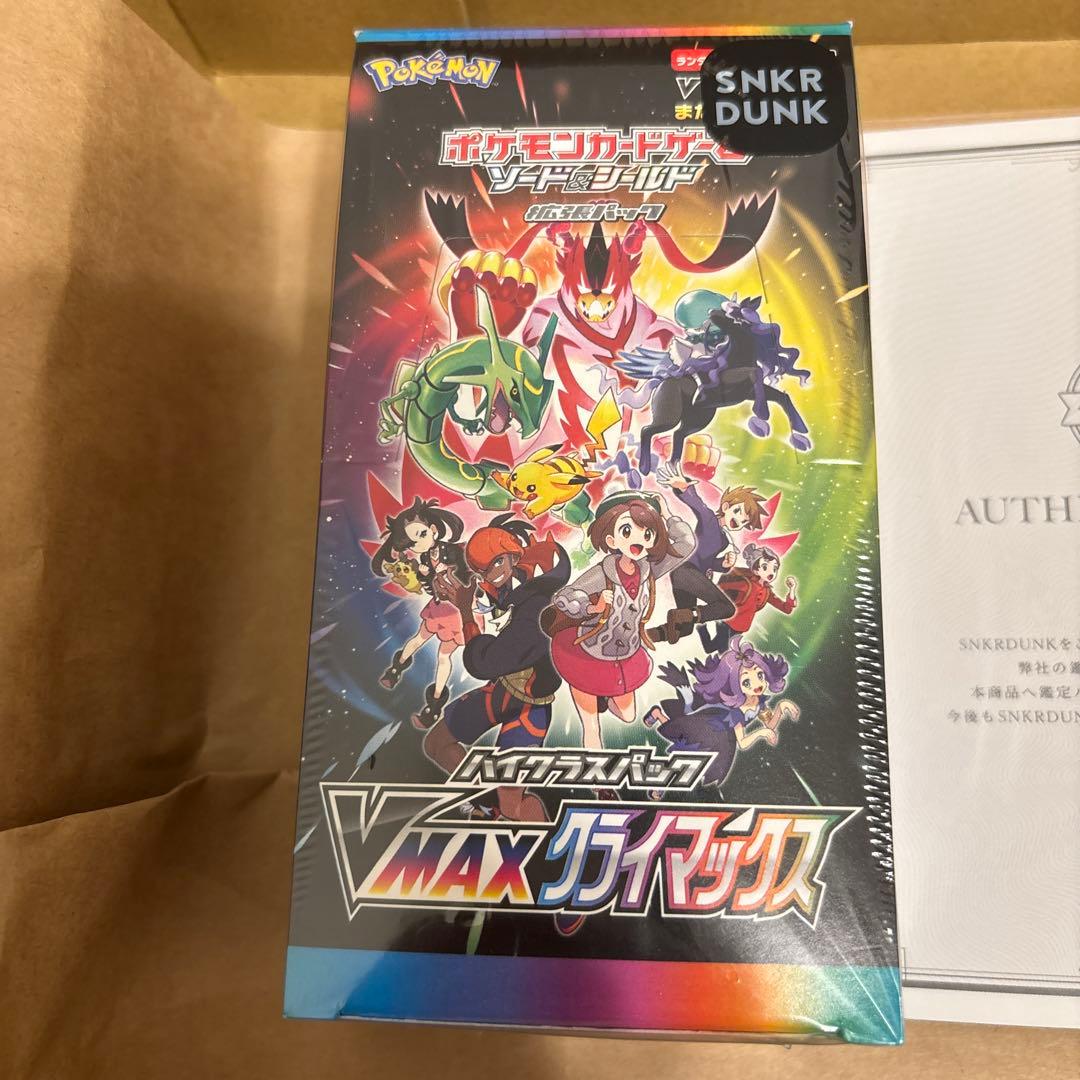 Pokémon
SNKR
DUNK
ポケモンカードゲーム
ソード&シールド
拡張パック
ハイクラスパック
VMAXクライマックス
AUTH
SNKRDUNKをご
弊社の鑑
本商品へ鑑定
今後もSNKRDUN